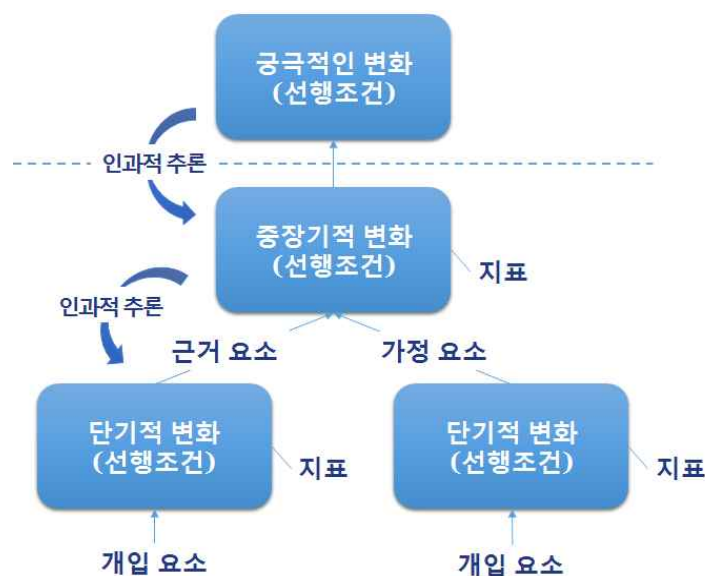 궁극적인 변화
(선행조건)
인과적 추론
중장기적 변화
(선행조건)
지표
인과적 추론
근거 요소
가정 요소
단기적 변화
(선행조건)
지표
단기적 변화
(선행조건)
지표
개입 요소
개입 요소